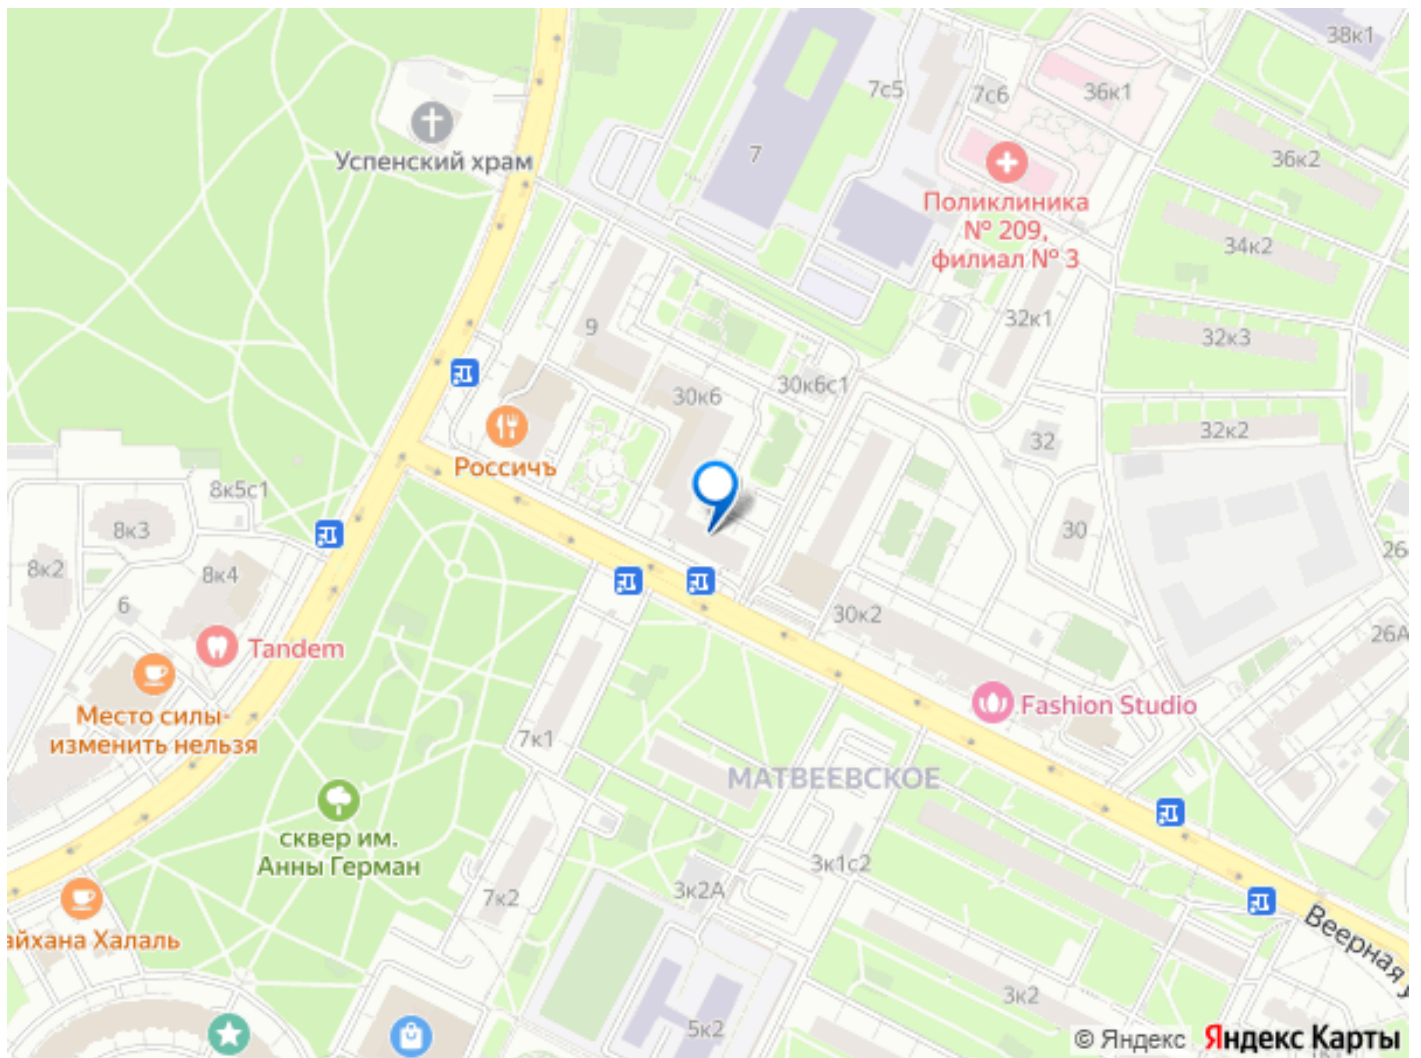 38к1
7с5
7с6
36к1
Успенский храм
7
36к2
Поликлиника
№ 209,
филиал № 3
34к2
9
32к1
32к3
30к6
30к6с1
32
32к2
Россичъ
8к5с1
8к3
30
26
8к2
8к4
6
30к2
26А
Tandem
Место силы-
изменить нельзя
Fashion Studio
7к1
МАТВЕЕВСКОЕ
сквер им.
Анны Герман
3к1с2
7к2
3к2А
айхана Халаль
Веерная у
3к2
5к2
© Яндекс Яндекс Карты